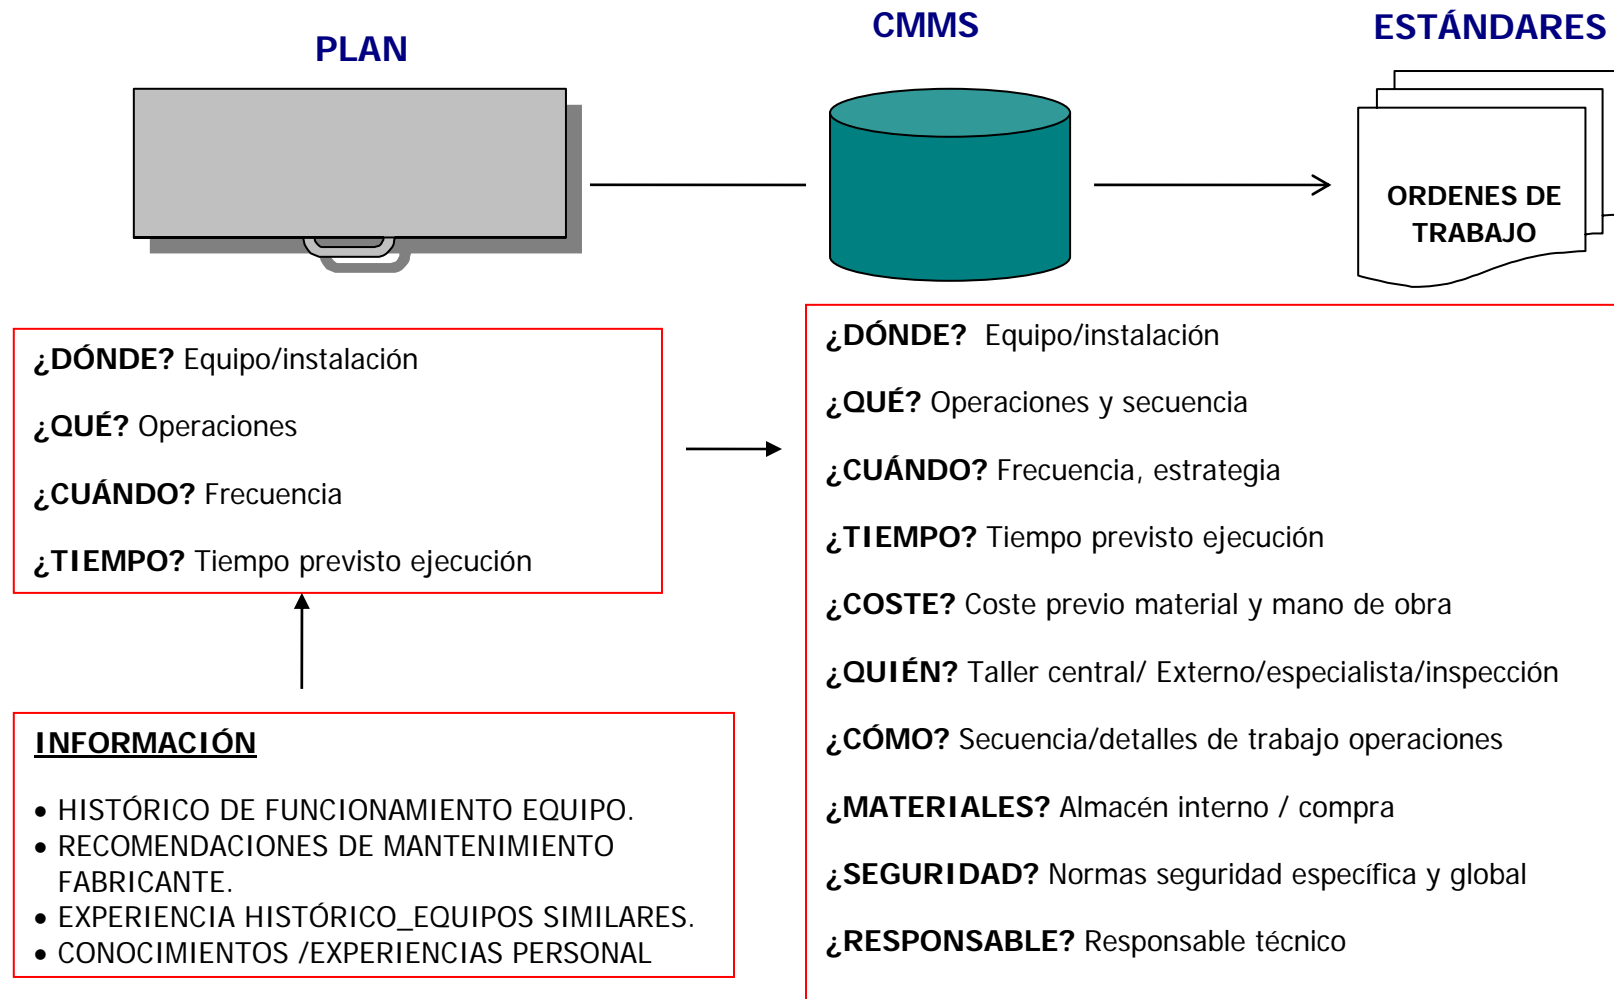 PLAN
CMMS
ESTÁNDARES
ORDENES DE
TRABAJO
¿DÓNDE? Equipo/instalación
¿QUÉ? Operaciones
¿CUÁNDO? Frecuencia
¿TIEMPO? Tiempo previsto ejecución
INFORMACIÓN
• HISTÓRICO DE FUNCIONAMIENTO EQUIPO.
• RECOMENDACIONES DE MANTENIMIENTO
FABRICANTE.
• EXPERIENCIA HISTÓRICO_EQUIPOS SIMILARES.
• CONOCIMIENTOS /EXPERIENCIAS PERSONAL
¿DÓNDE? Equipo/instalación
¿QUÉ? Operaciones y secuencia
¿CUÁNDO? Frecuencia, estrategia
¿TIEMPO? Tiempo previsto ejecución
¿COSTE? Coste previo material y mano de obra
¿QUIÉN? Taller central/ Externo/especialista/inspección
¿CÓMO? Secuencia/detalles de trabajo operaciones
¿MATERIALES? Almacén interno / compra
¿SEGURIDAD? Normas seguridad específica y global
¿RESPONSABLE? Responsable técnico